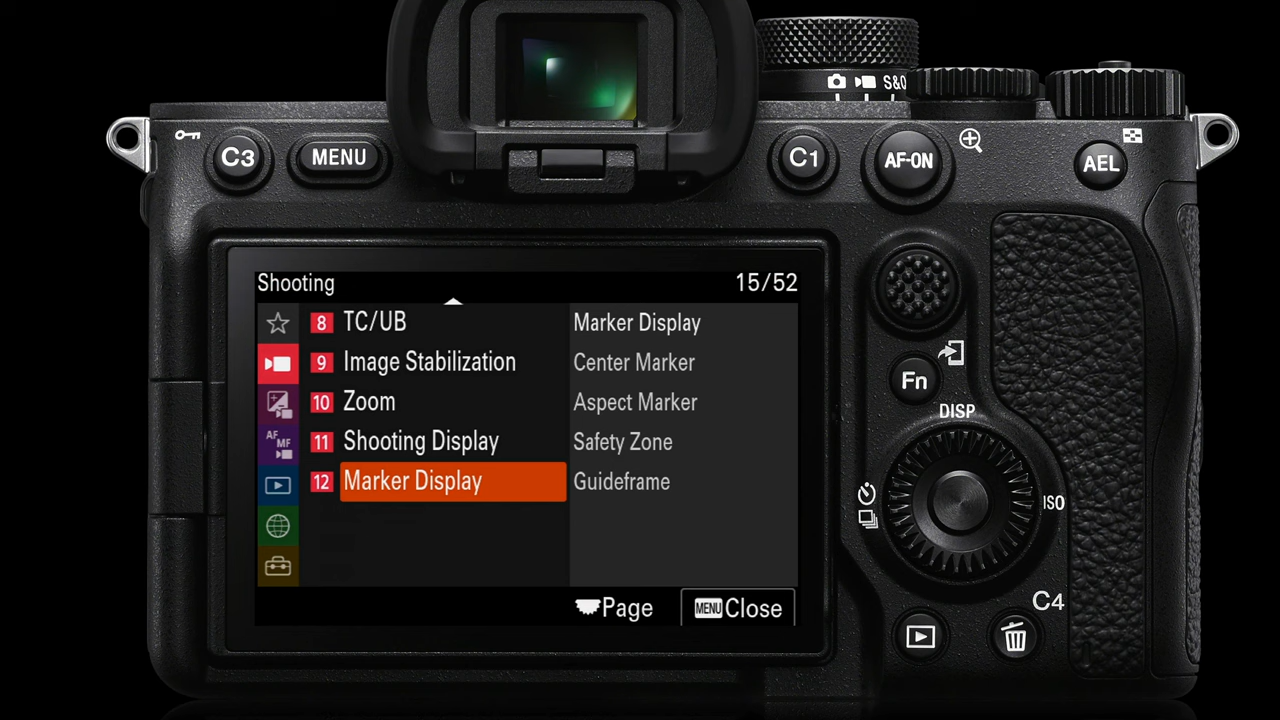 S&Q
C3
MENU
C1
AF-ON
AEL
Shooting 15/52
8 TC/UB
9 Image Stabilization
10 Zoom
11 Shooting Display
12 Marker Display
Marker Display
Center Marker
Aspect Marker
Safety Zone
Guideframe
AF MF
Page
MENU Close
Fn
DISP
ISO
C4